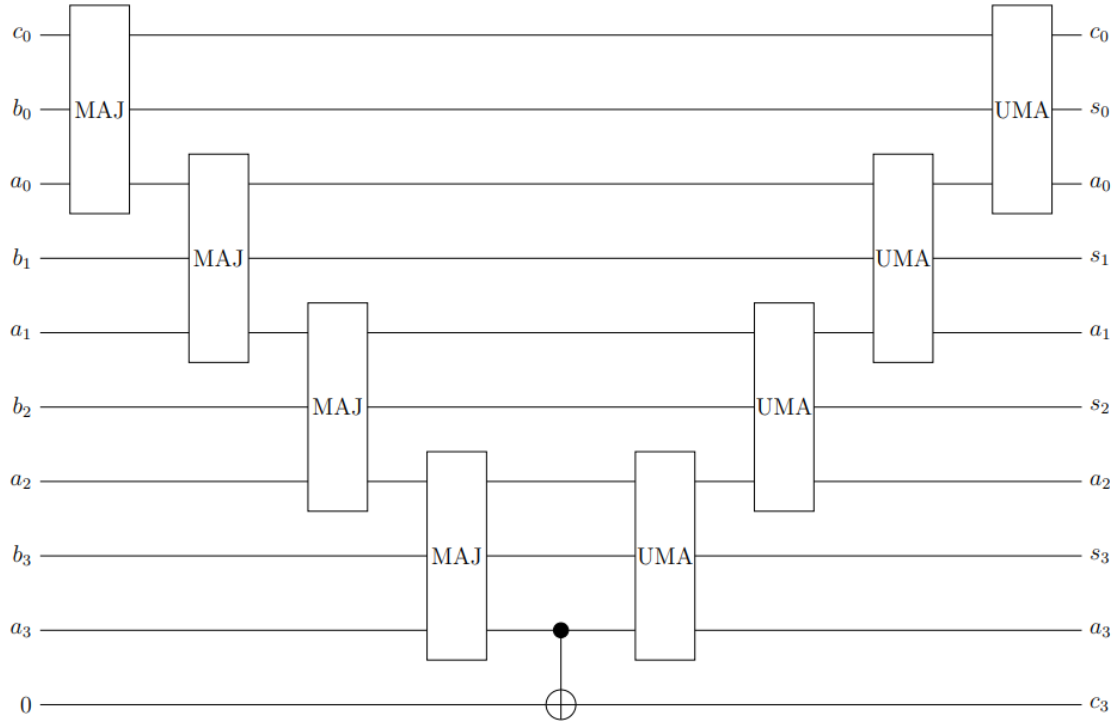 c₀ c₀
b₀ MAJ UMA s₀
a₀ a₀
b₁ MAJ UMA s₁
a₁ a₁
b₂ MAJ UMA s₂
a₂ a₂
b₃ MAJ UMA s₃
a₃ a₃
0 c₃